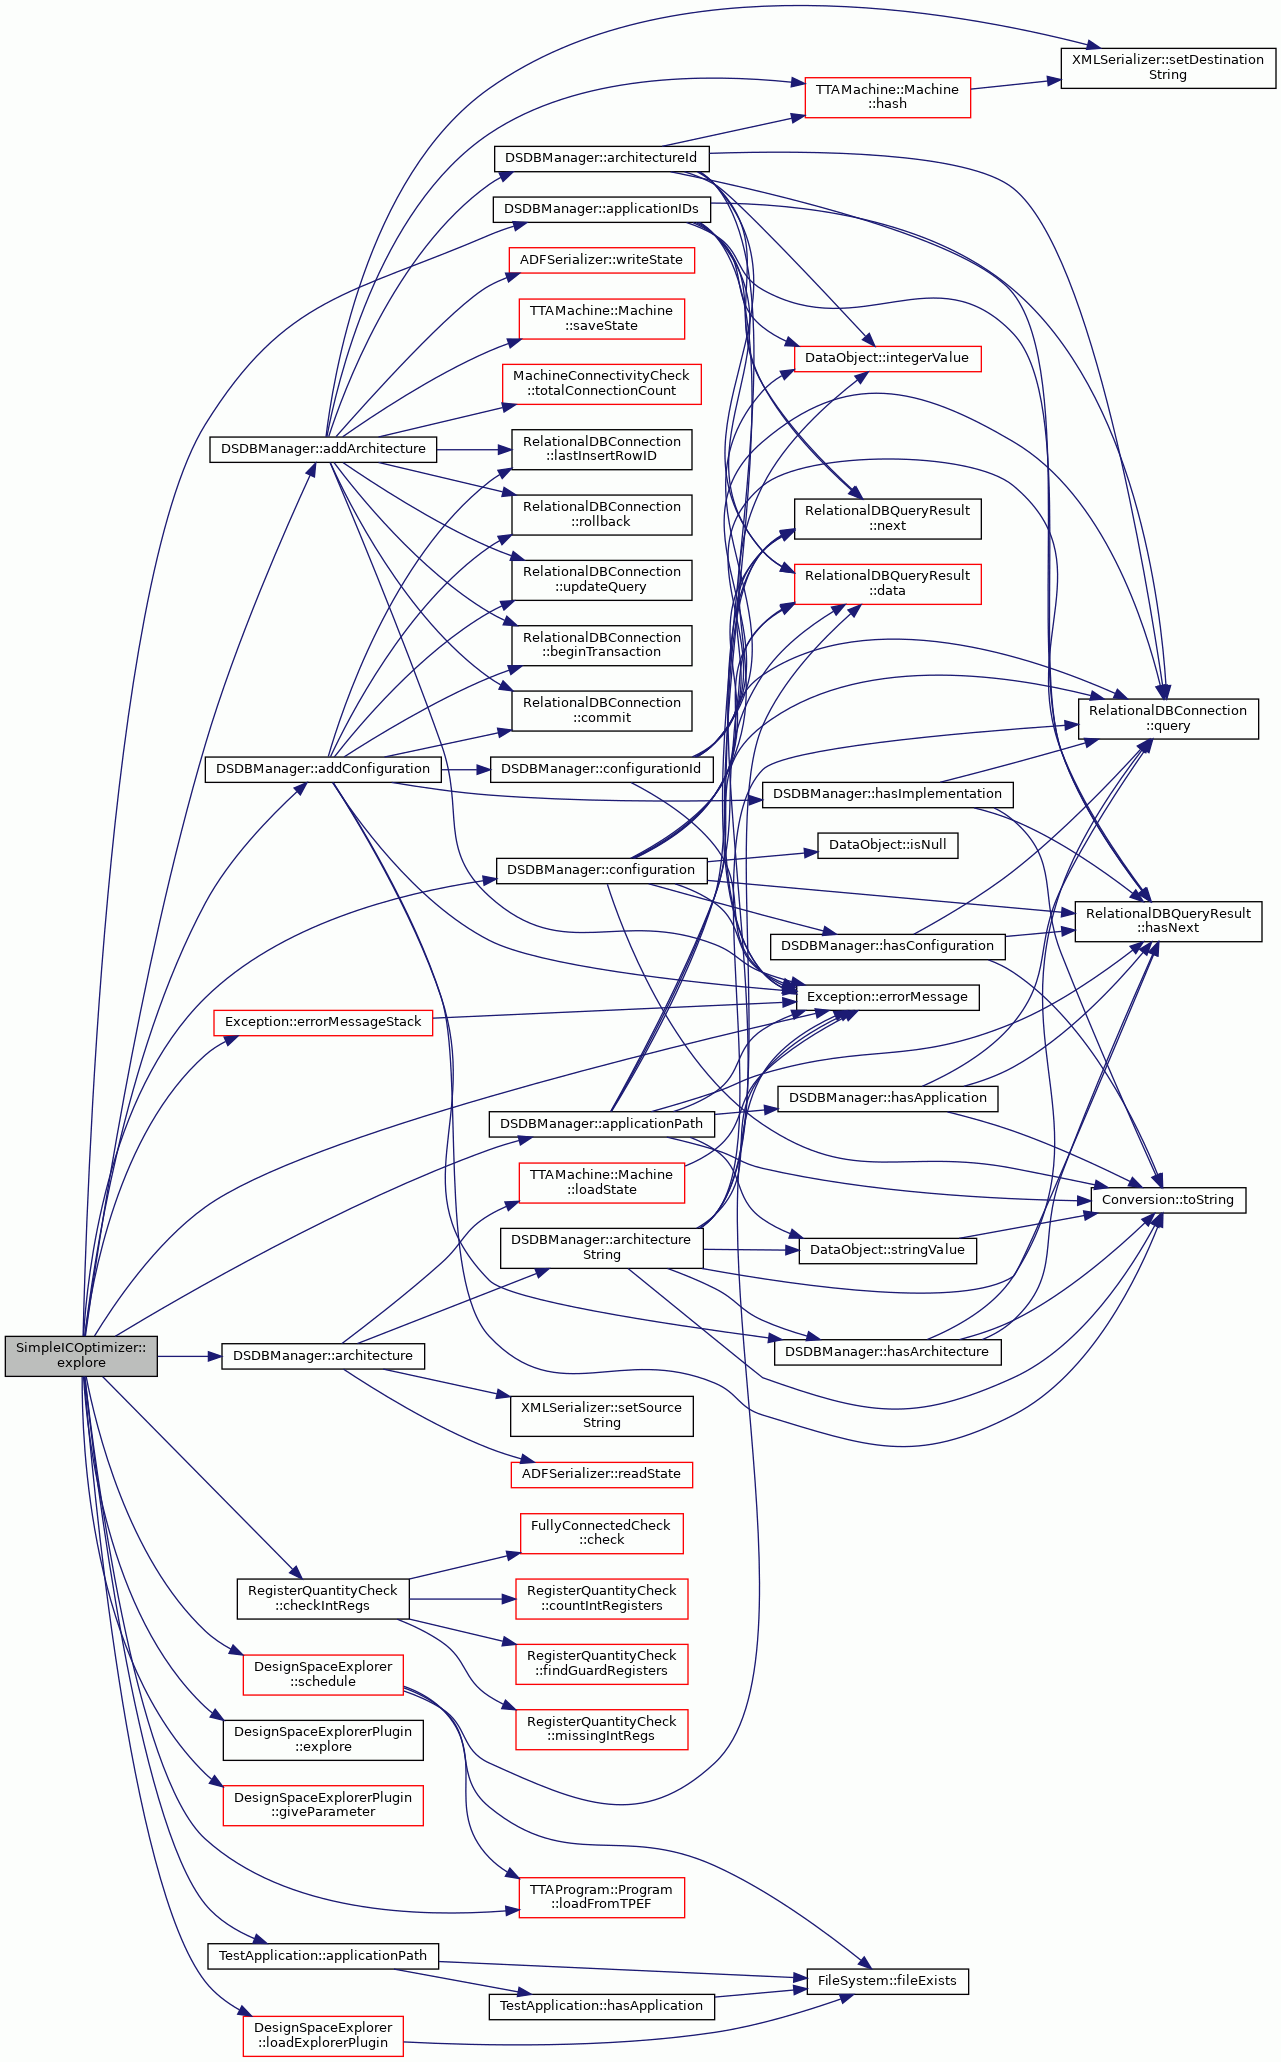 XMLSerializer::setDestination
String
TTAMachine::Machine
::hash
DSDBManager::architectureId
DSDBManager::applicationIDs
ADFSerializer::writeState
TTAMachine::Machine
::saveState
DataObject::integerValue
MachineConnectivityCheck
::totalConnectionCount
DSDBManager::addArchitecture
RelationalDBConnection
::lastInsertRowID
RelationalDBConnection
::rollback
RelationalDBQueryResult
::next
RelationalDBConnection
::updateQuery
RelationalDBQueryResult
::data
RelationalDBConnection
::beginTransaction
RelationalDBConnection
::commit
RelationalDBConnection
::query
DSDBManager::addConfiguration
DSDBManager::configurationId
DSDBManager::hasImplementation
DataObject::isNull
DSDBManager::configuration
RelationalDBQueryResult
::hasNext
DSDBManager::hasConfiguration
Exception::errorMessage
Exception::errorMessageStack
DSDBManager::hasApplication
DSDBManager::applicationPath
TTAMachine::Machine
::loadState
Conversion::toString
DSDBManager::architecture
String
DataObject::stringValue
SimpleICOptimizer::
explore
DSDBManager::architecture
DSDBManager::hasArchitecture
XMLSerializer::setSource
String
ADFSerializer::readState
FullyConnectedCheck
::check
RegisterQuantityCheck
::checkIntRegs
RegisterQuantityCheck
::countIntRegisters
RegisterQuantityCheck
::findGuardRegisters
DesignSpaceExplorer
::schedule
RegisterQuantityCheck
::missingIntRegs
DesignSpaceExplorerPlugin
::explore
DesignSpaceExplorerPlugin
::giveParameter
TTAProgram::Program
::loadFromTPEF
TestApplication::applicationPath
FileSystem::fileExists
TestApplication::hasApplication
DesignSpaceExplorer
::loadExplorerPlugin